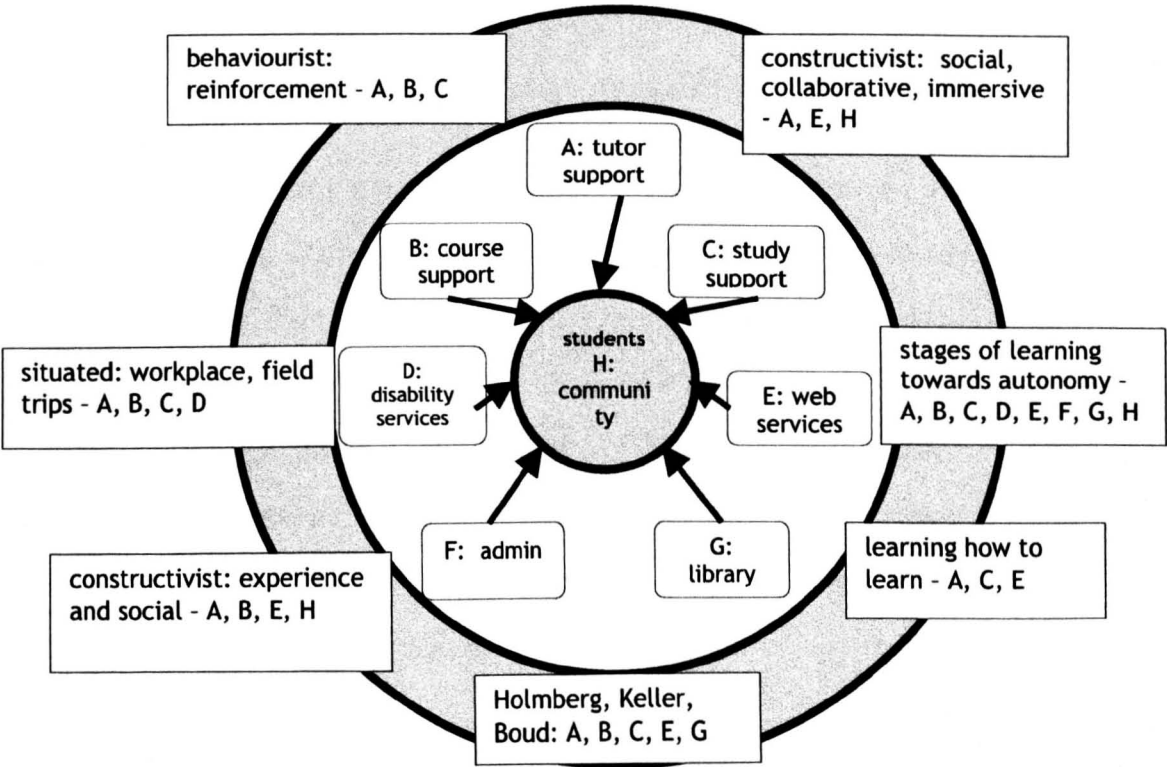 behaviourist:
reinforcement - A, B, C
constructivist: social,
collaborative, immersive
- A, E, H
A: tutor
support
B: course
support
C: study
support
students
H:
communi
ty
situated: workplace, field
trips - A, B, C, D
D:
disability
services
E: web
services
stages of learning
towards autonomy -
A, B, C, D, E, F, G, H
F: admin
G:
library
learning how to
learn - A, C, E
constructivist: experience
and social - A, B, E, H
Holmberg, Keller,
Boud: A, B, C, E, G